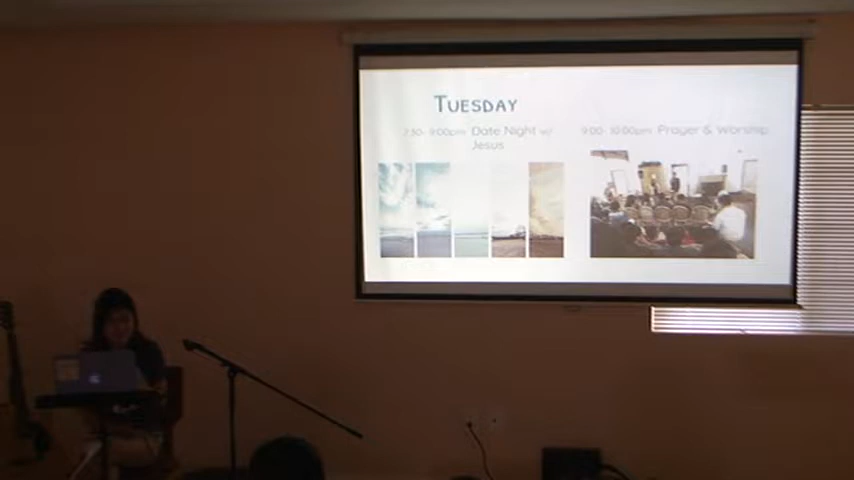 TUESDAY
7:30- 9:00pm Date Night w/
Jesus
9:00- 10:00pm Prayer & Worship